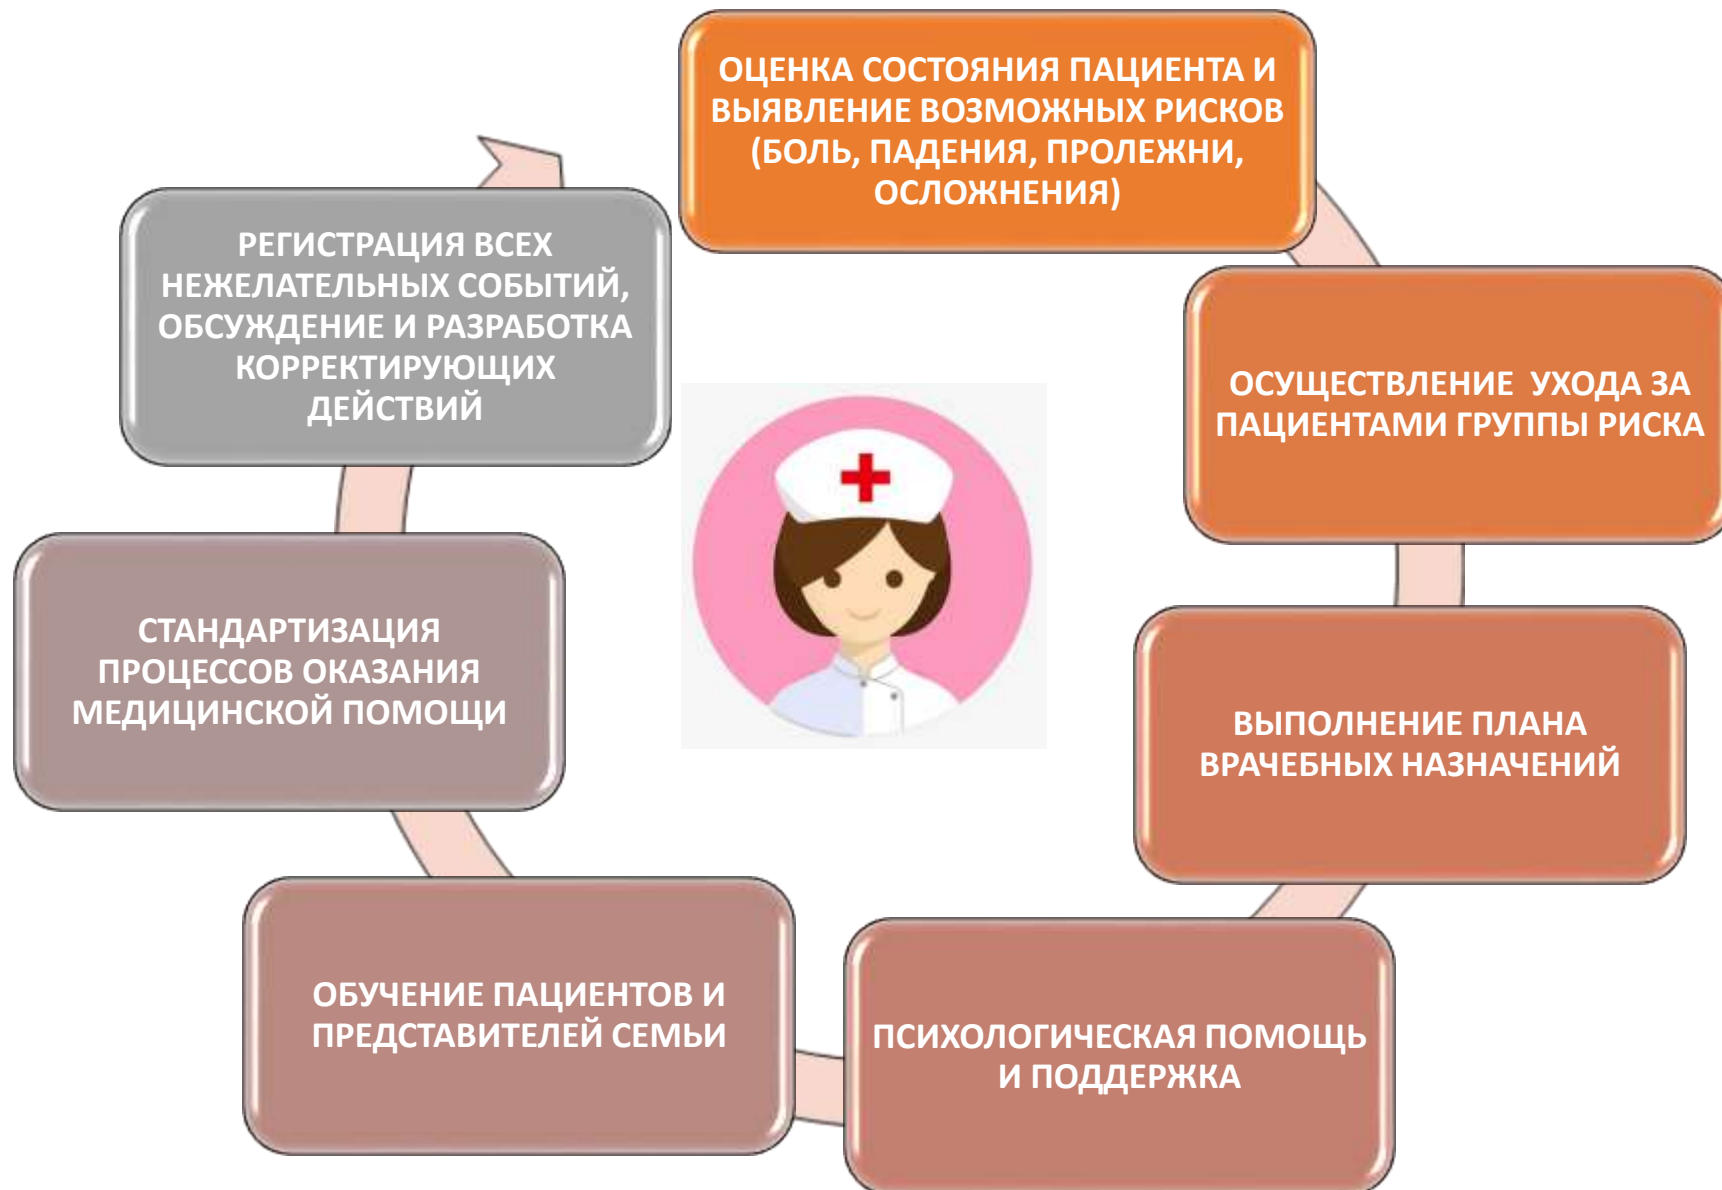 ОЦЕНКА СОСТОЯНИЯ ПАЦИЕНТА И
ВЫЯВЛЕНИЕ ВОЗМОЖНЫХ РИСКОВ
(БОЛЬ, ПАДЕНИЯ, ПРОЛЕЖНИ,
ОСЛОЖНЕНИЯ)
ОСУЩЕСТВЛЕНИЕ УХОДА ЗА
ПАЦИЕНТАМИ ГРУППЫ РИСКА
ВЫПОЛНЕНИЕ ПЛАНА
ВРАЧЕБНЫХ НАЗНАЧЕНИЙ
ПСИХОЛОГИЧЕСКАЯ ПОМОЩЬ
И ПОДДЕРЖКА
ОБУЧЕНИЕ ПАЦИЕНТОВ И
ПРЕДСТАВИТЕЛЕЙ СЕМЬИ
СТАНДАРТИЗАЦИЯ
ПРОЦЕССОВ ОКАЗАНИЯ
МЕДИЦИНСКОЙ ПОМОЩИ
РЕГИСТРАЦИЯ ВСЕХ
НЕЖЕЛАТЕЛЬНЫХ СОБЫТИЙ,
ОБСУЖДЕНИЕ И РАЗРАБОТКА
КОРРЕКТИРУЮЩИХ
ДЕЙСТВИЙ